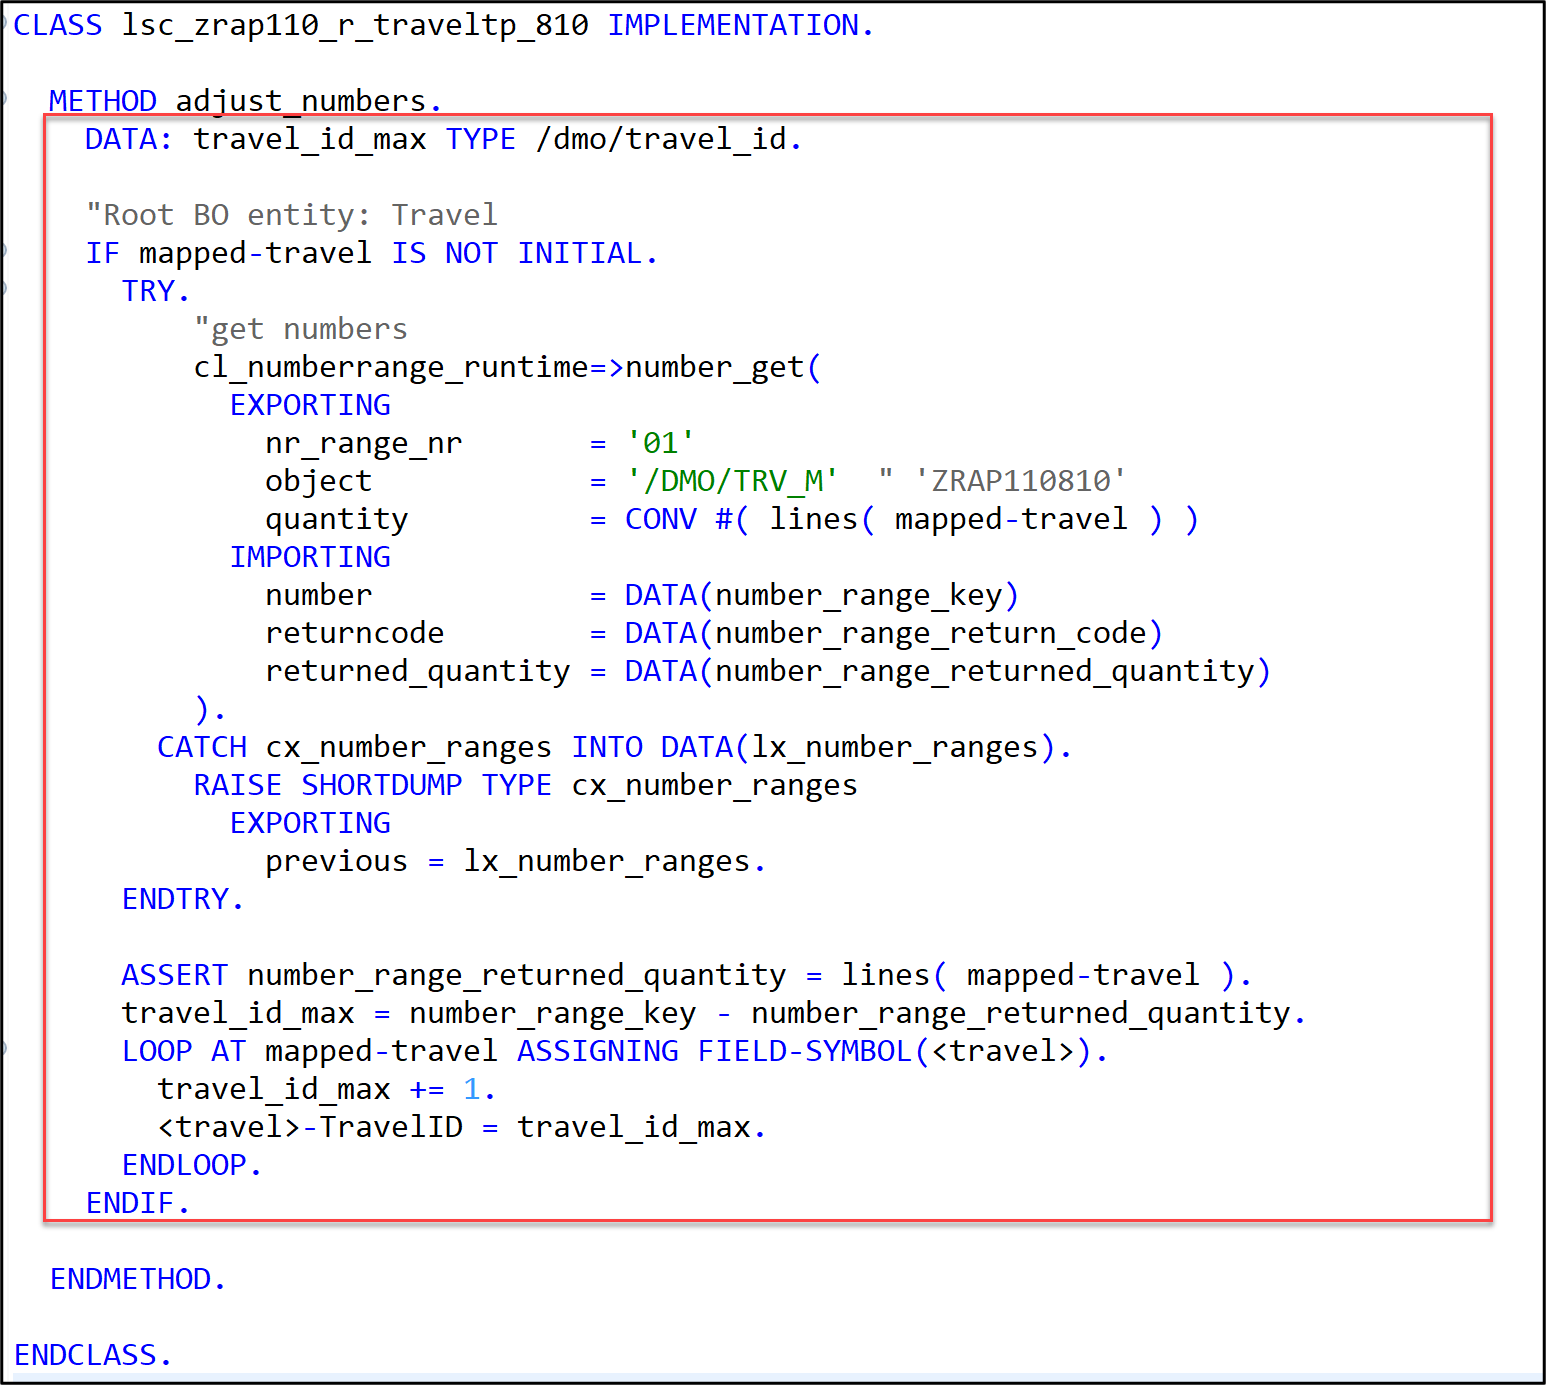 CLASS lsc_zrap110_r_traveltp_810 IMPLEMENTATION.
METHOD adjust_numbers.
DATA: travel_id_max TYPE /dmo/travel_id.
"Root BO entity: Travel
IF mapped-travel IS NOT INITIAL.
TRY.
"get numbers
cl_numberrange_runtime=>number_get(
EXPORTING
nr_range_nr = '01'
object = '/DMO/TRV_M' " 'ZRAP110810'
quantity = CONV #( lines( mapped-travel ) )
IMPORTING
number = DATA(number_range_key)
returncode = DATA(number_range_return_code)
returned_quantity = DATA(number_range_returned_quantity)
).
CATCH cx_number_ranges INTO DATA(lx_number_ranges).
RAISE SHORTDUMP TYPE cx_number_ranges
EXPORTING
previous = lx_number_ranges.
ENDTRY.
ASSERT number_range_returned_quantity = lines( mapped-travel ).
travel_id_max = number_range_key - number_range_returned_quantity.
LOOP AT mapped-travel ASSIGNING FIELD-SYMBOL(<travel>).
travel_id_max += 1.
<travel>-TravelID = travel_id_max.
ENDLOOP.
ENDIF.
ENDMETHOD.
ENDCLASS.